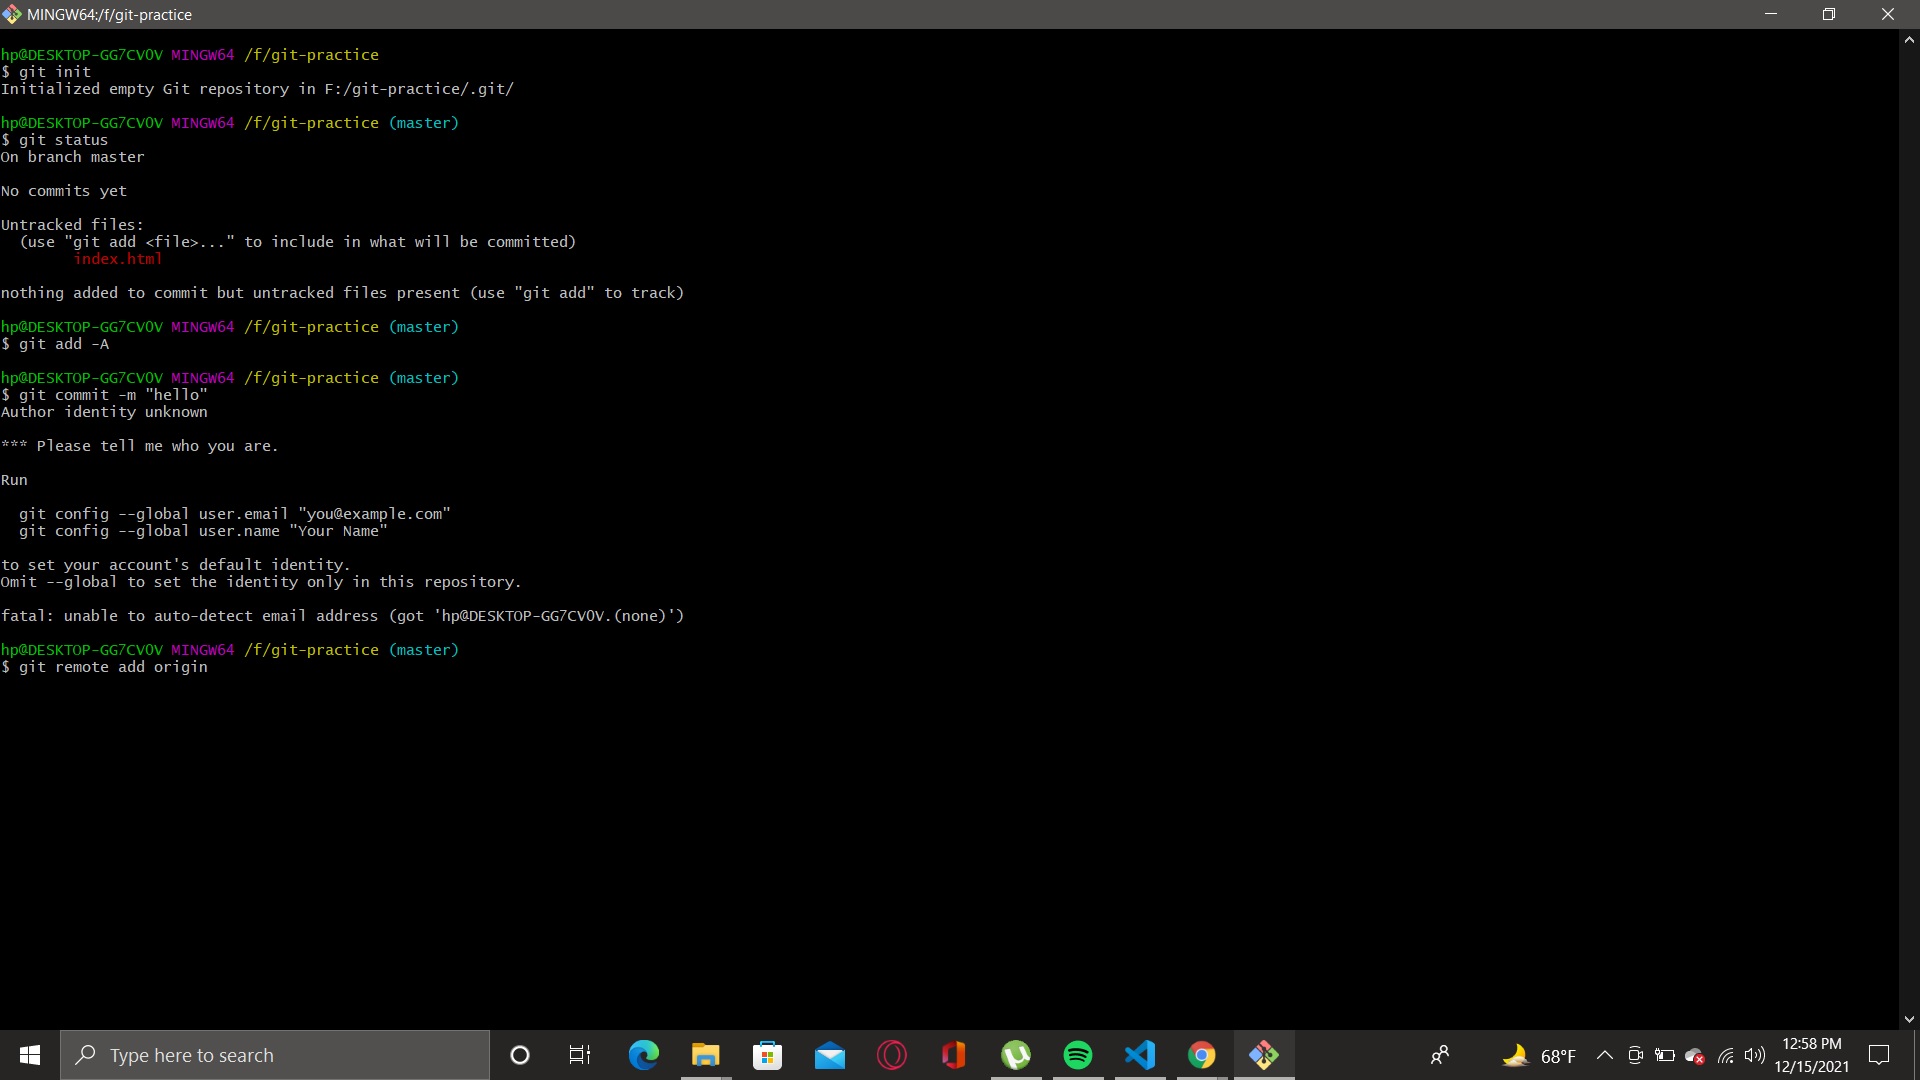 MINGW64:/f/git-practice
hp@DESKTOP-GG7CV0V MINGW64 /f/git-practice
$ git init
Initialized empty Git repository in F:/git-practice/.git/
hp@DESKTOP-GG7CV0V MINGW64 /f/git-practice (master)
$ git status
On branch master
No commits yet
Untracked files:
  (use "git add <file>..." to include in what will be committed)
        index.html
nothing added to commit but untracked files present (use "git add" to track)
hp@DESKTOP-GG7CV0V MINGW64 /f/git-practice (master)
$ git add -A
hp@DESKTOP-GG7CV0V MINGW64 /f/git-practice (master)
$ git commit -m "hello"
Author identity unknown
*** Please tell me who you are.
Run
  git config --global user.email "you@example.com"
  git config --global user.name "Your Name"
to set your account's default identity.
Omit --global to set the identity only in this repository.
fatal: unable to auto-detect email address (got 'hp@DESKTOP-GG7CV0V.(none)')
hp@DESKTOP-GG7CV0V MINGW64 /f/git-practice (master)
$ git remote add origin
Type here to search
68°F
12:58 PM
12/15/2021